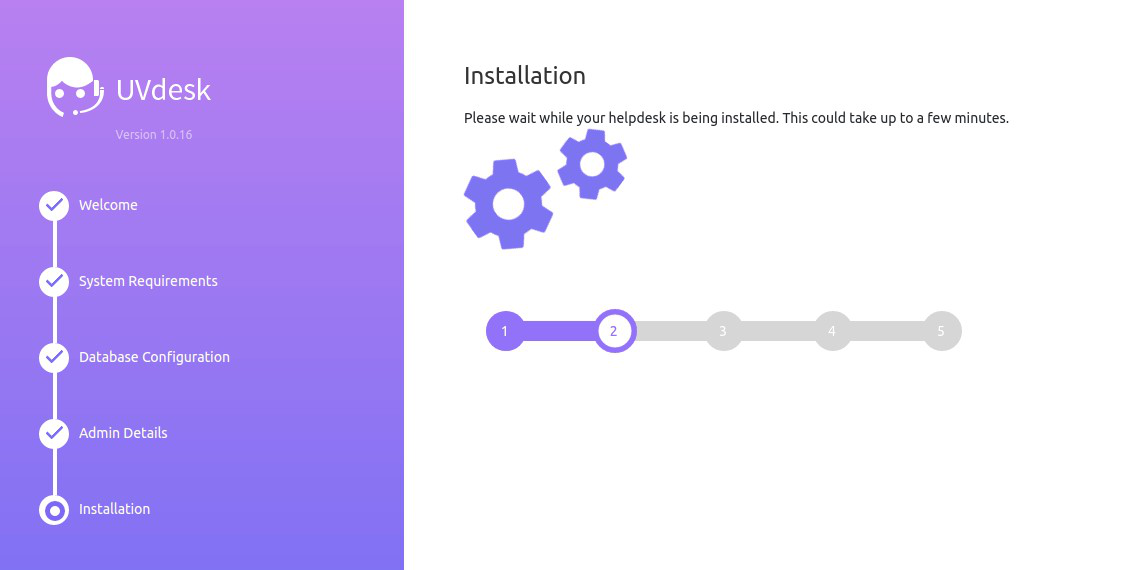 UVdesk
Version 1.0.16
Welcome
System Requirements
Database Configuration
Admin Details
Installation
Installation
Please wait while your helpdesk is being installed. This could take up to a few minutes.
1 2 3 4 5